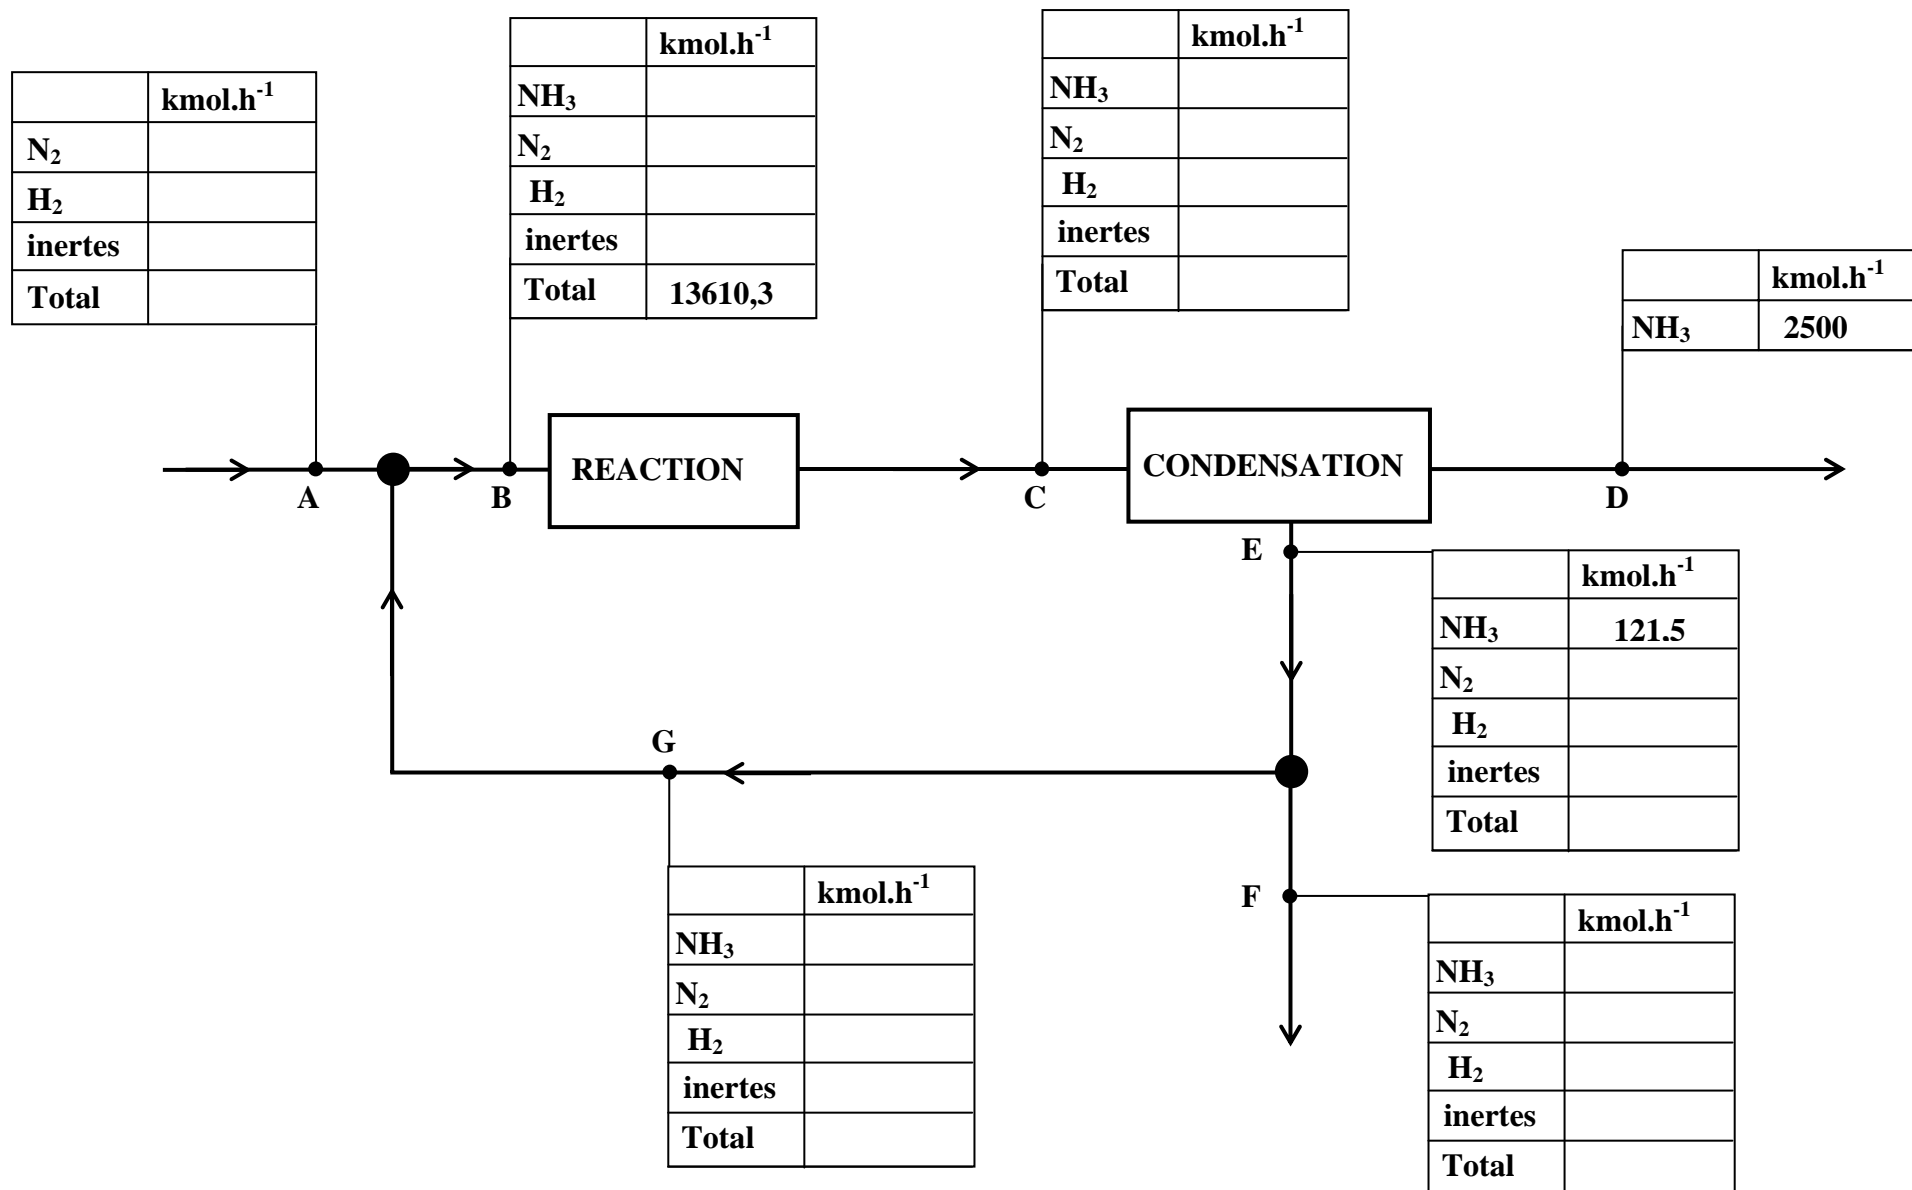 kmol.h-1
N2
H2
inertes
Total
kmol.h-1
NH3
N2
H2
inertes
Total 13610,3
kmol.h-1
NH3
N2
H2
inertes
Total
kmol.h-1
NH3 2500
A
B
REACTION
C
CONDENSATION
D
E
kmol.h-1
NH3 121,5
N2
H2
inertes
Total
G
kmol.h-1
NH3
N2
H2
inertes
Total
F
kmol.h-1
NH3
N2
H2
inertes
Total